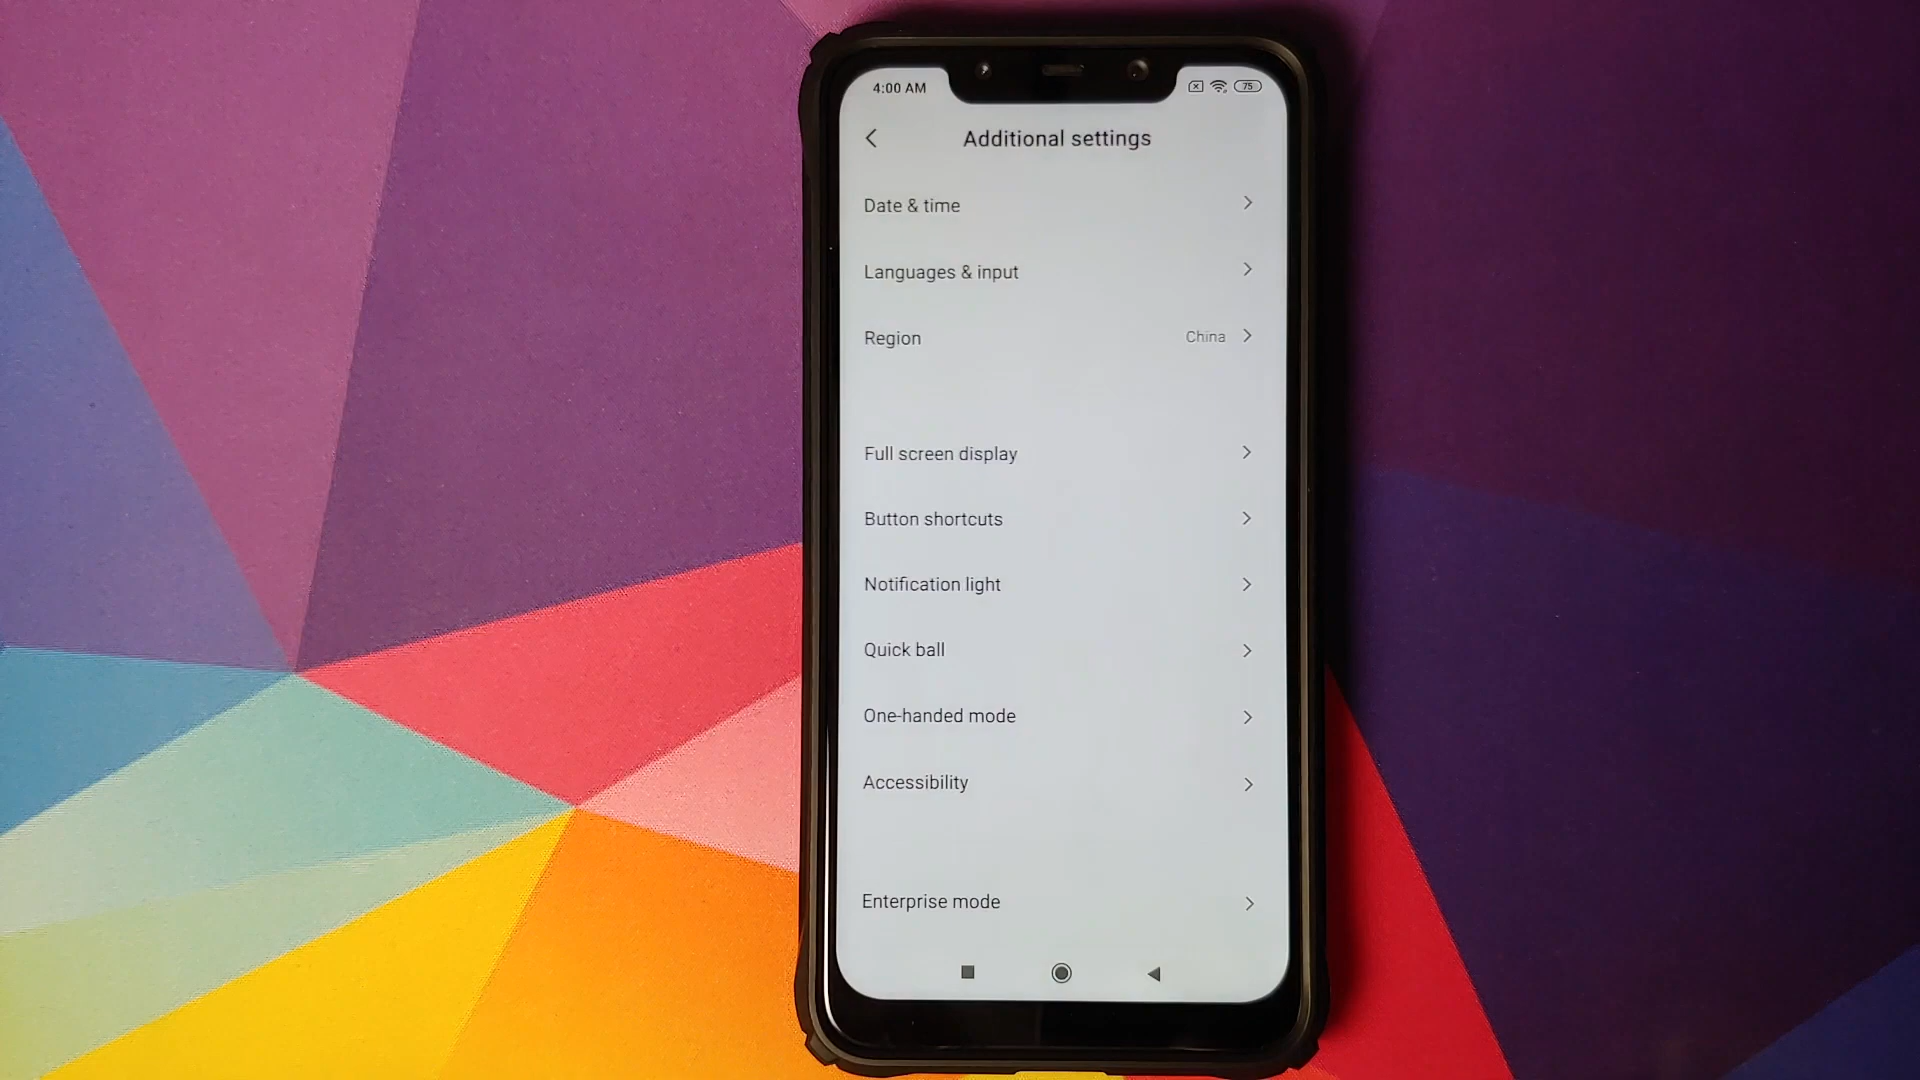 4:00 AM
75
Additional settings
Date & time
Languages & input
Region
China
Full screen display
Button shortcuts
Notification light
Quick ball
One-handed mode
Accessibility
Enterprise mode